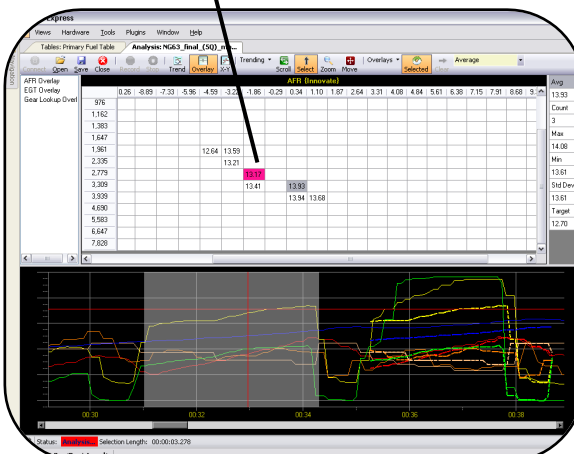 Express
Views Hardware Tools Plugins Window Help
Tables: Primary Fuel Table Analysis: NG63_final_(5Q)_m...
Open Save Close Trend Overlay X-Y Trending Scroll Select Zoom Move Overlays Selected Average
AFR Overlay
EGT Overlay
Gear Lookup Overl
AFR (Innovate)
0.26 -8.89 -7.33 -5.96 -4.59 -3.22 -1.86 -0.29 0.34 1.10 1.87 2.64 3.31 4.08 4.84 5.61 6.38 7.15 7.91 8.68 9.
976
1,162
1,383
1,647
1,961 12.64 13.59
2,335 13.21
2,779 13.17
3,309 13.41 13.93
3,939 13.94 13.68
4,690
5,583
6,647
7,828
Avg
13.93
Count
3
Max
14.08
Min
13.61
Std Dev
13.61
Target
12.70
00:30 00:32 00:34 00:36 00:38
Status: Analysis... Selection Length: 00:00:03.278